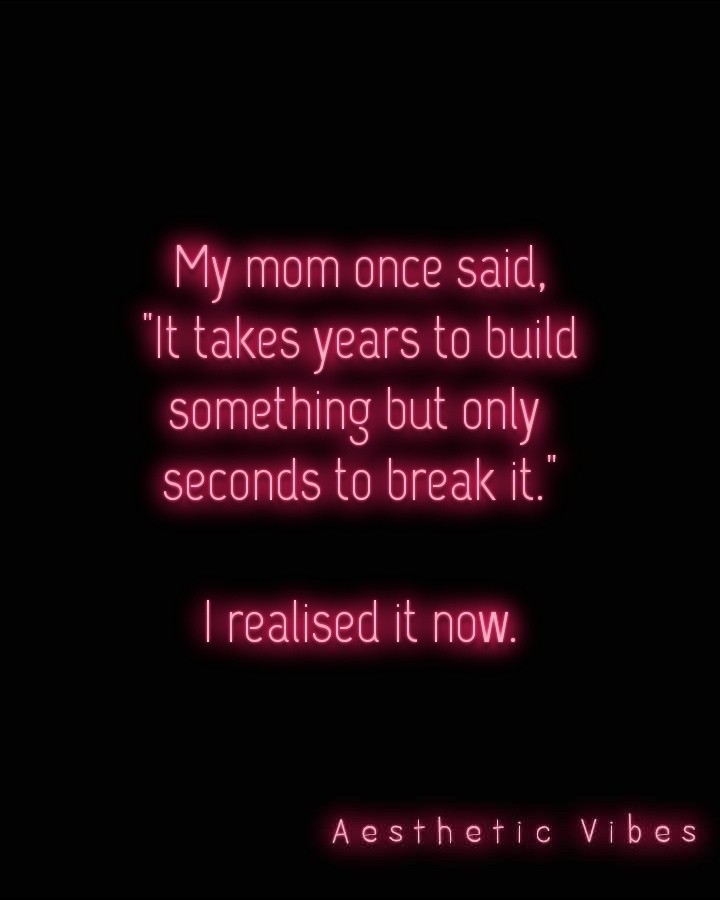 My mom once said,
"It takes years to build
something but only
seconds to break it."
I realised it now.
Aesthetic Vibes